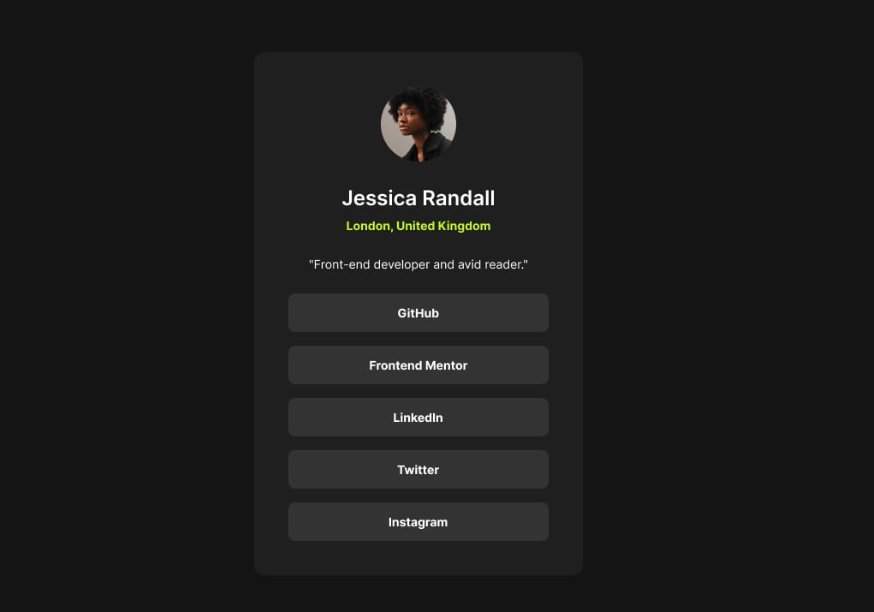 Jessica Randall
London, United Kingdom
"Front-end developer and avid reader."
GitHub
Frontend Mentor
LinkedIn
Twitter
Instagram